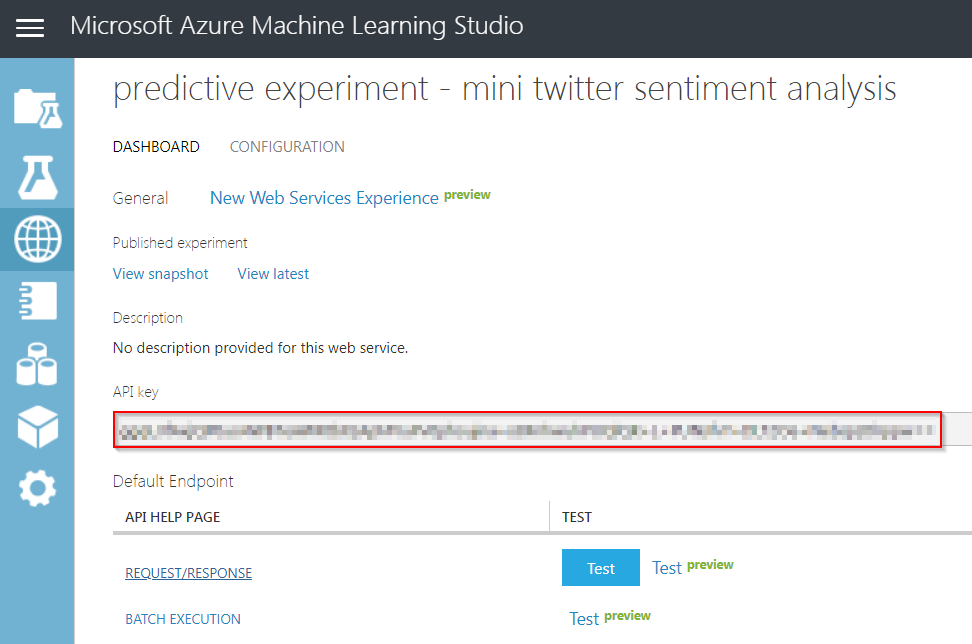 Microsoft Azure Machine Learning Studio
predictive experiment - mini twitter sentiment analysis
DASHBOARD CONFIGURATION
General New Web Services Experience preview
Published experiment
View snapshot View latest
Description
No description provided for this web service.
API key
Default Endpoint
API HELP PAGE TEST
REQUEST/RESPONSE Test Test preview
BATCH EXECUTION Test preview